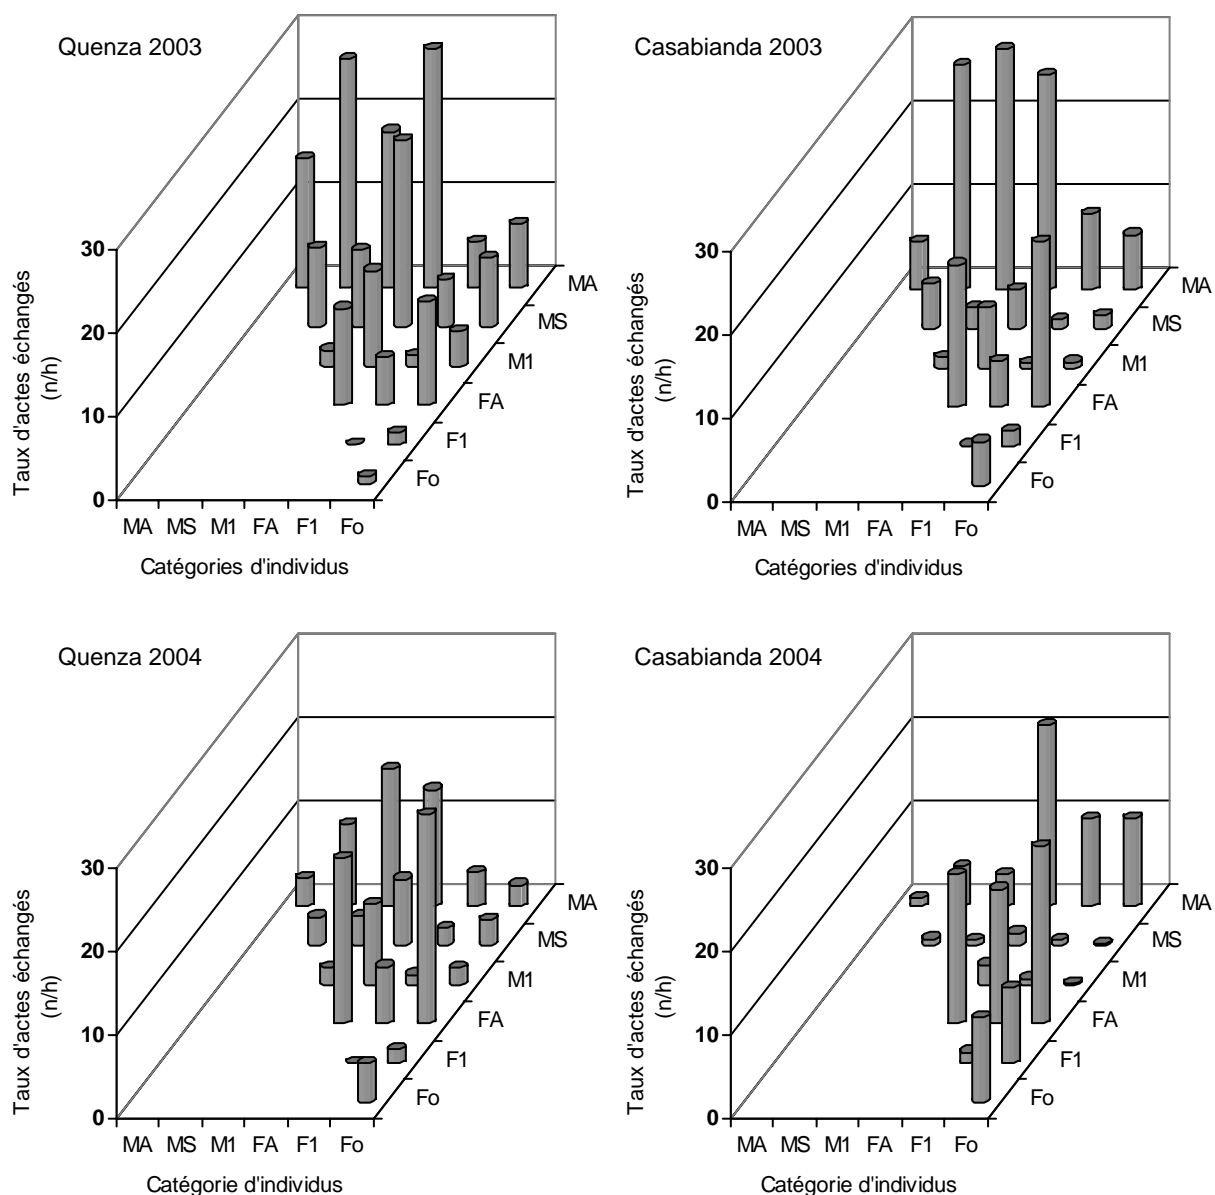 Quenza 2003
Taux d'actes échangés
(n/h)
30
20
10
0
MA MS M1 FA F1 Fo
MA
MS
M1
FA
F1
Fo
Catégories d'individus
Casabianda 2003
Taux d'actes échangés
(n/h)
30
20
10
0
MA MS M1 FA F1 Fo
MA
MS
M1
FA
F1
Fo
Catégories d'individus
Quenza 2004
Taux d'actes échangés
(n/h)
30
20
10
0
MA MS M1 FA F1 Fo
MA
MS
M1
FA
F1
Fo
Catégorie d'individus
Casabianda 2004
Taux d'actes échangés
(n/h)
30
20
10
0
MA MS M1 FA F1 Fo
MA
MS
M1
FA
F1
Fo
Catégorie d'individus